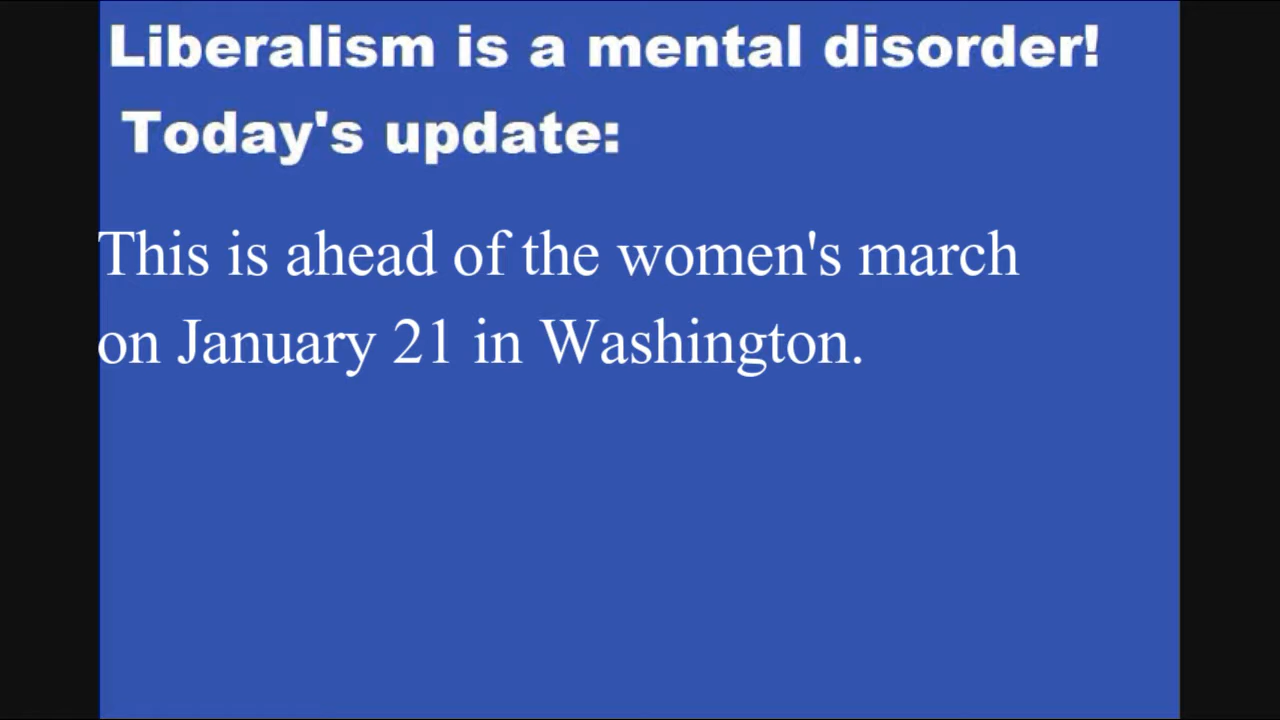 Liberalism is a mental disorder!
Today's update:
This is ahead of the women's march
on January 21 in Washington.